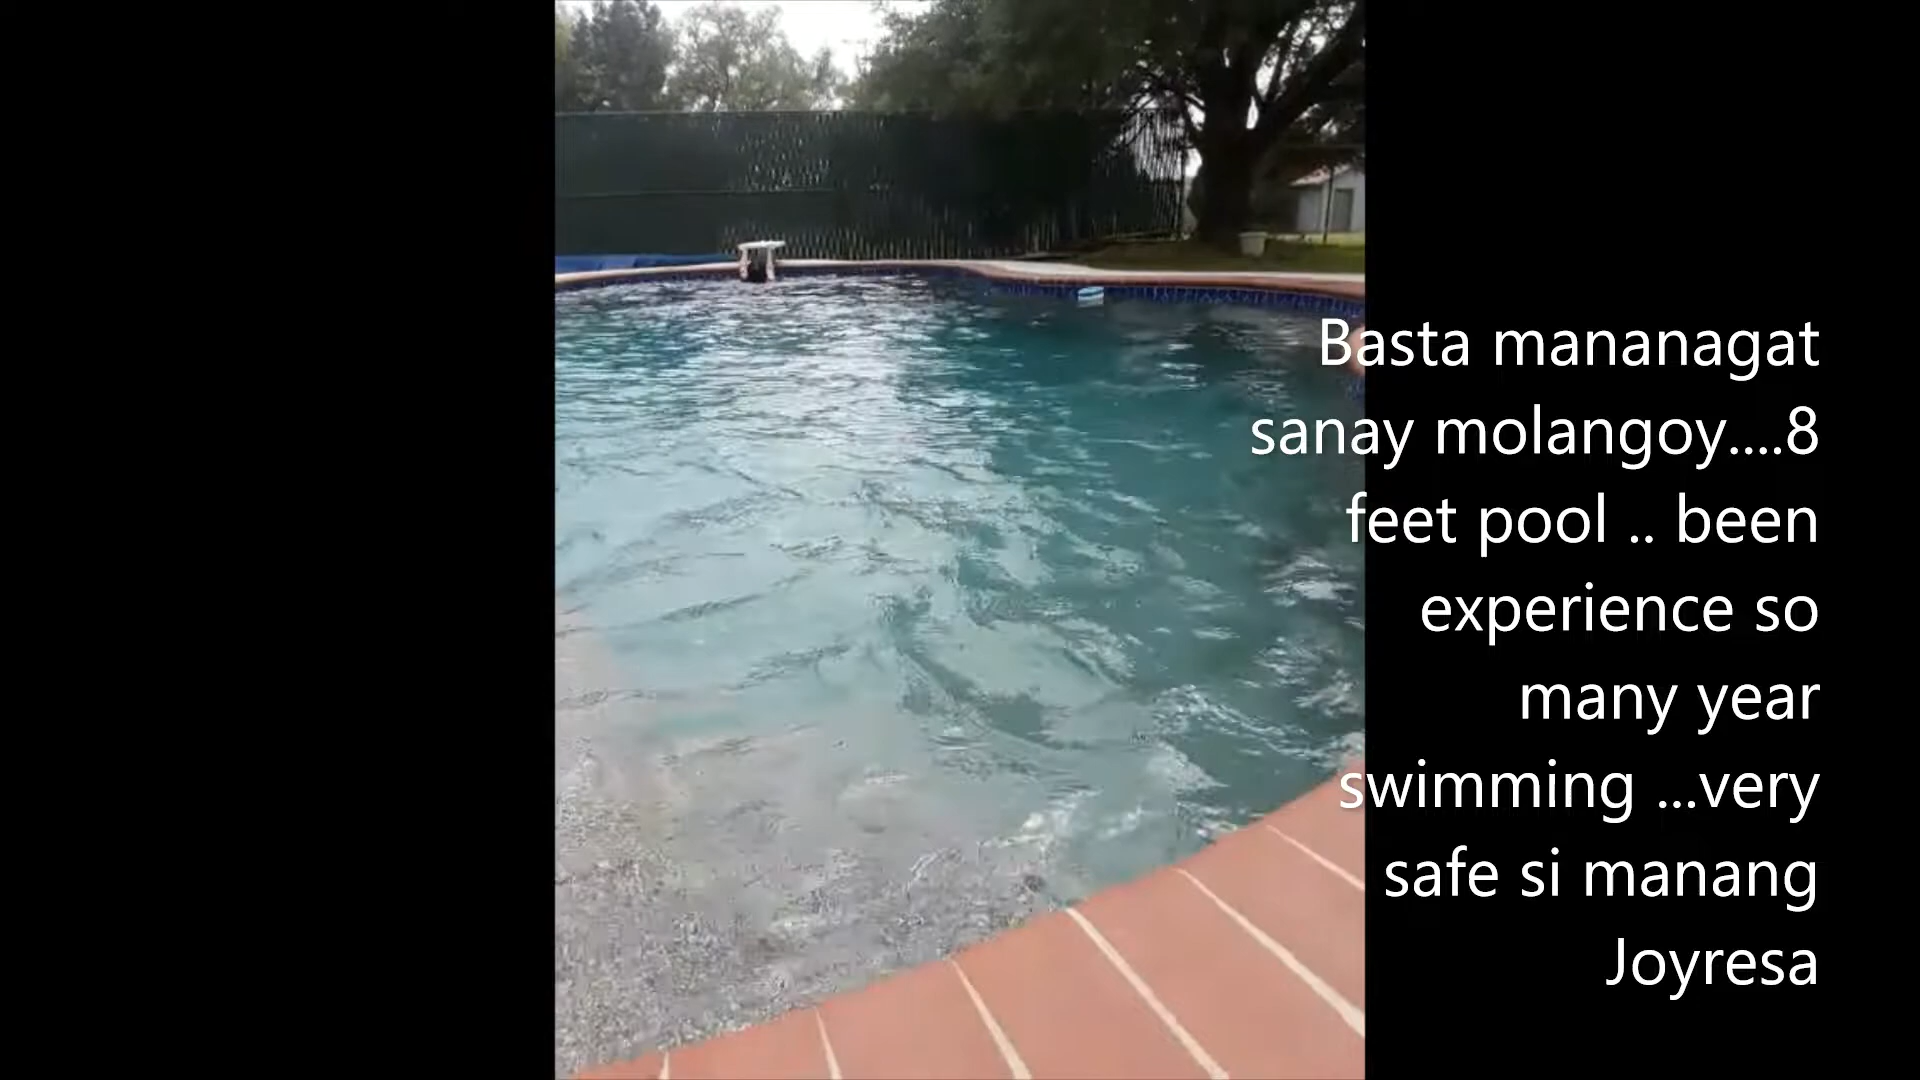 Basta mananagat
sanay molangoy....8
feet pool .. been
experience so
many year
swimming ...very
safe si manang
Joyresa